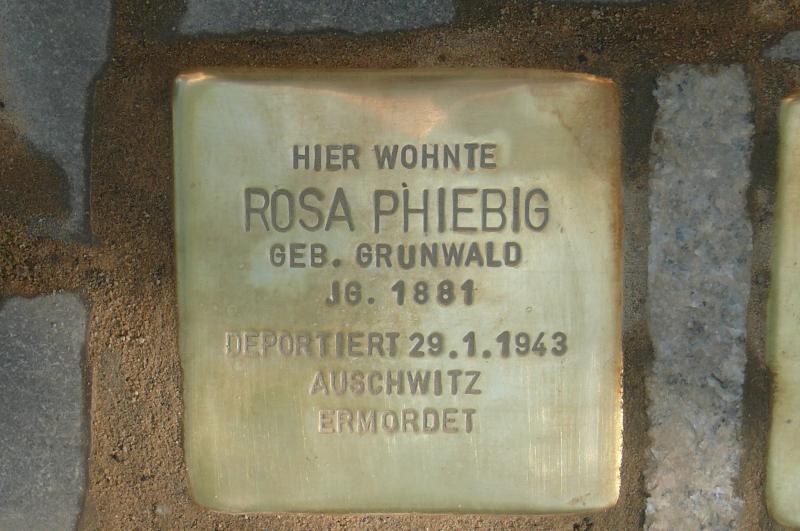 HIER WOHNTE
ROSA PHIEBIG
GEB. GRUNWALD
JG. 1881
DEPORTIERT 29.1.1943
AUSCHWITZ
ERMORDET